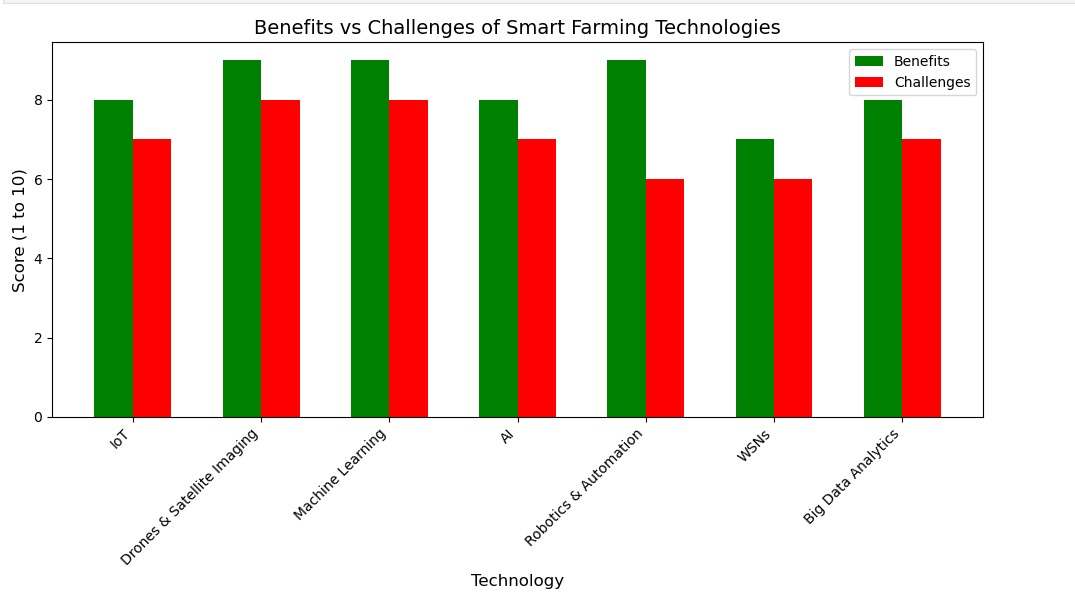 Benefits vs Challenges of Smart Farming Technologies
Benefits
Challenges
Score (1 to 10)
8
6
4
2
0
IoT
Drones & Satellite Imaging
Machine Learning
AI
Robotics & Automation
WSNs
Big Data Analytics
Technology